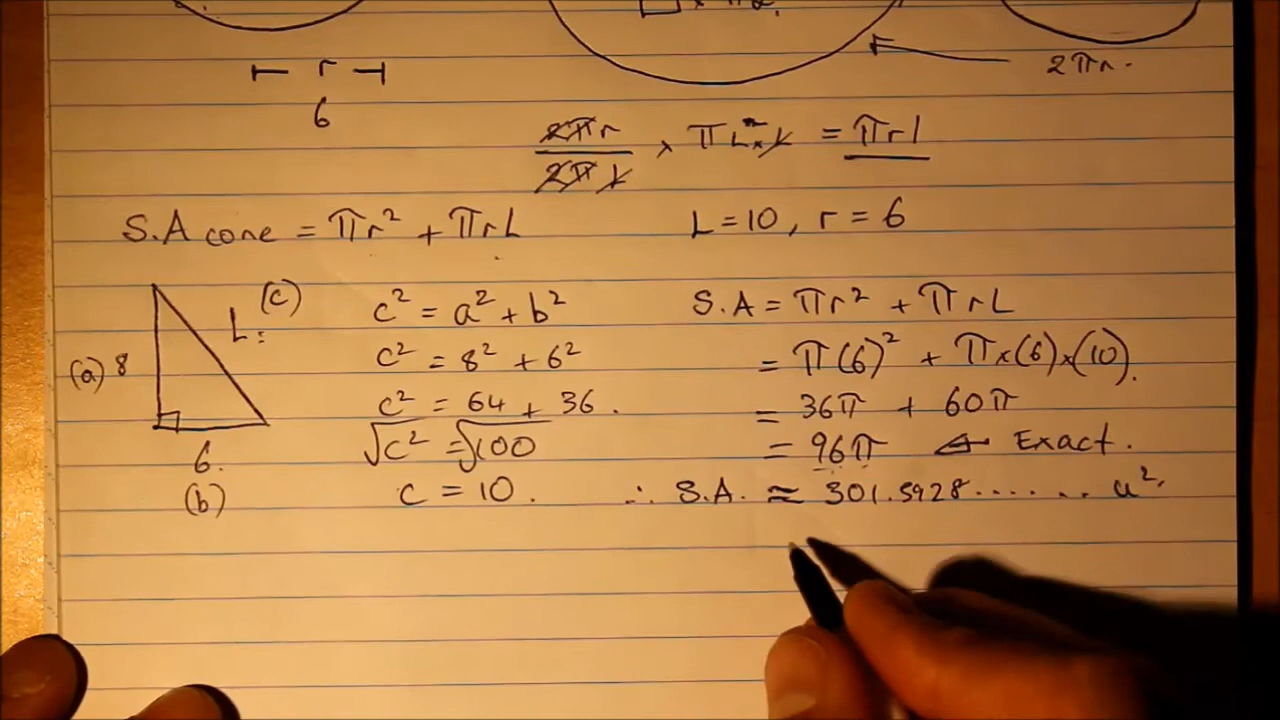 r
6
2πr.
2πr / 2πL × πL² × L = πrl
S.A cone = πr² + πrL
L=10, r=6
(a) 8
L: (c)
6.
(b)
c² = a² + b²
c² = 8² + 6²
c² = 64 + 36.
√c² = √100
c = 10.
S.A = πr² + πrL
= π(6)² + π×(6)×(10).
= 36π + 60π
= 96π ⇐ Exact.
∴ S.A. ≈ 301.5928....... u².